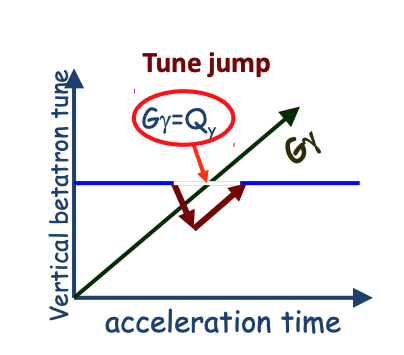 Tune jump
Gγ=Qy
Gγ
Vertical betatron tune
acceleration time